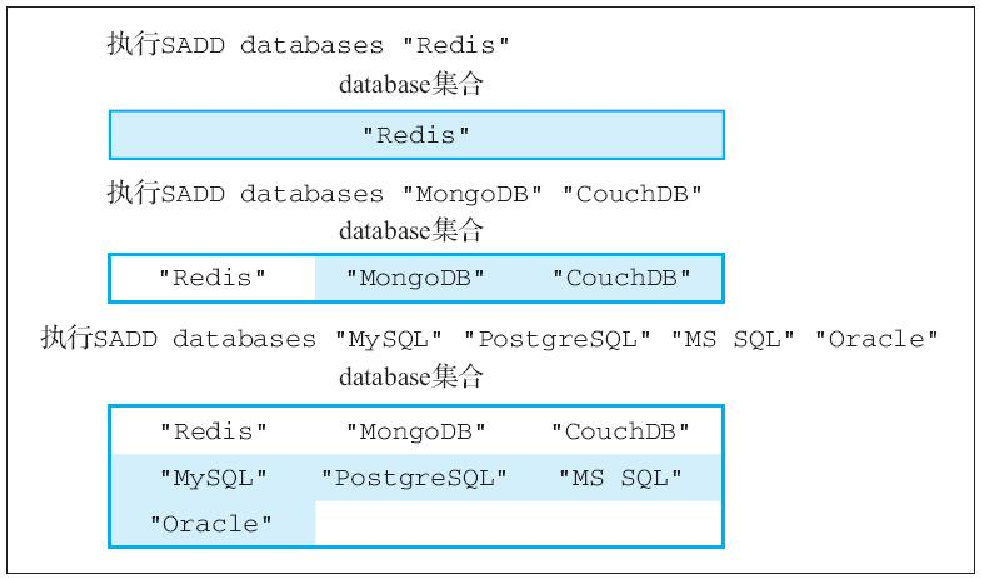 执行SADD databases "Redis"
database集合
"Redis"
执行SADD databases "MongoDB" "CouchDB"
database集合
"Redis" "MongoDB" "CouchDB"
执行SADD databases "MySQL" "PostgreSQL" "MS SQL" "Oracle"
database集合
"Redis" "MongoDB" "CouchDB"
"MySQL" "PostgreSQL" "MS SQL"
"Oracle"